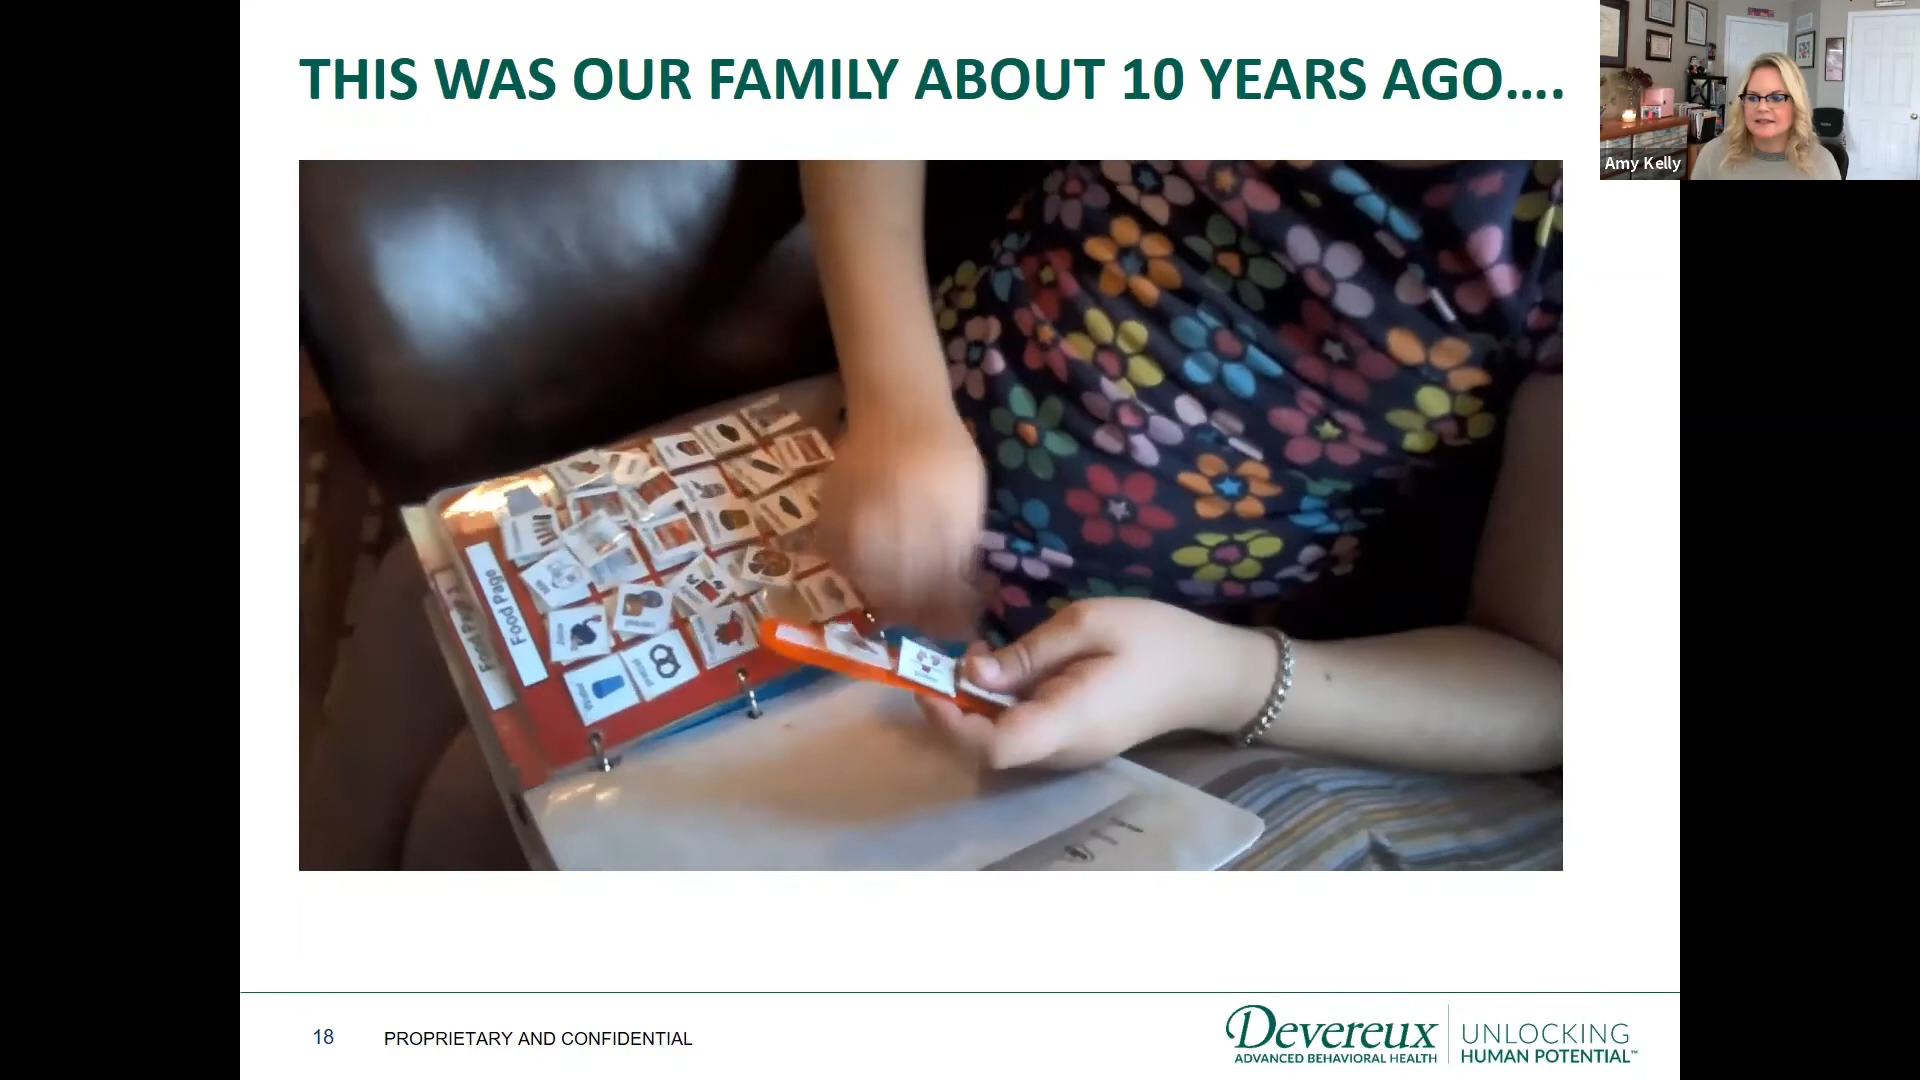 THIS WAS OUR FAMILY ABOUT 10 YEARS AGO....
Amy Kelly
Food Page
18
PROPRIETARY AND CONFIDENTIAL
Devereux
ADVANCED BEHAVIORAL HEALTH
UNLOCKING
HUMAN POTENTIAL™